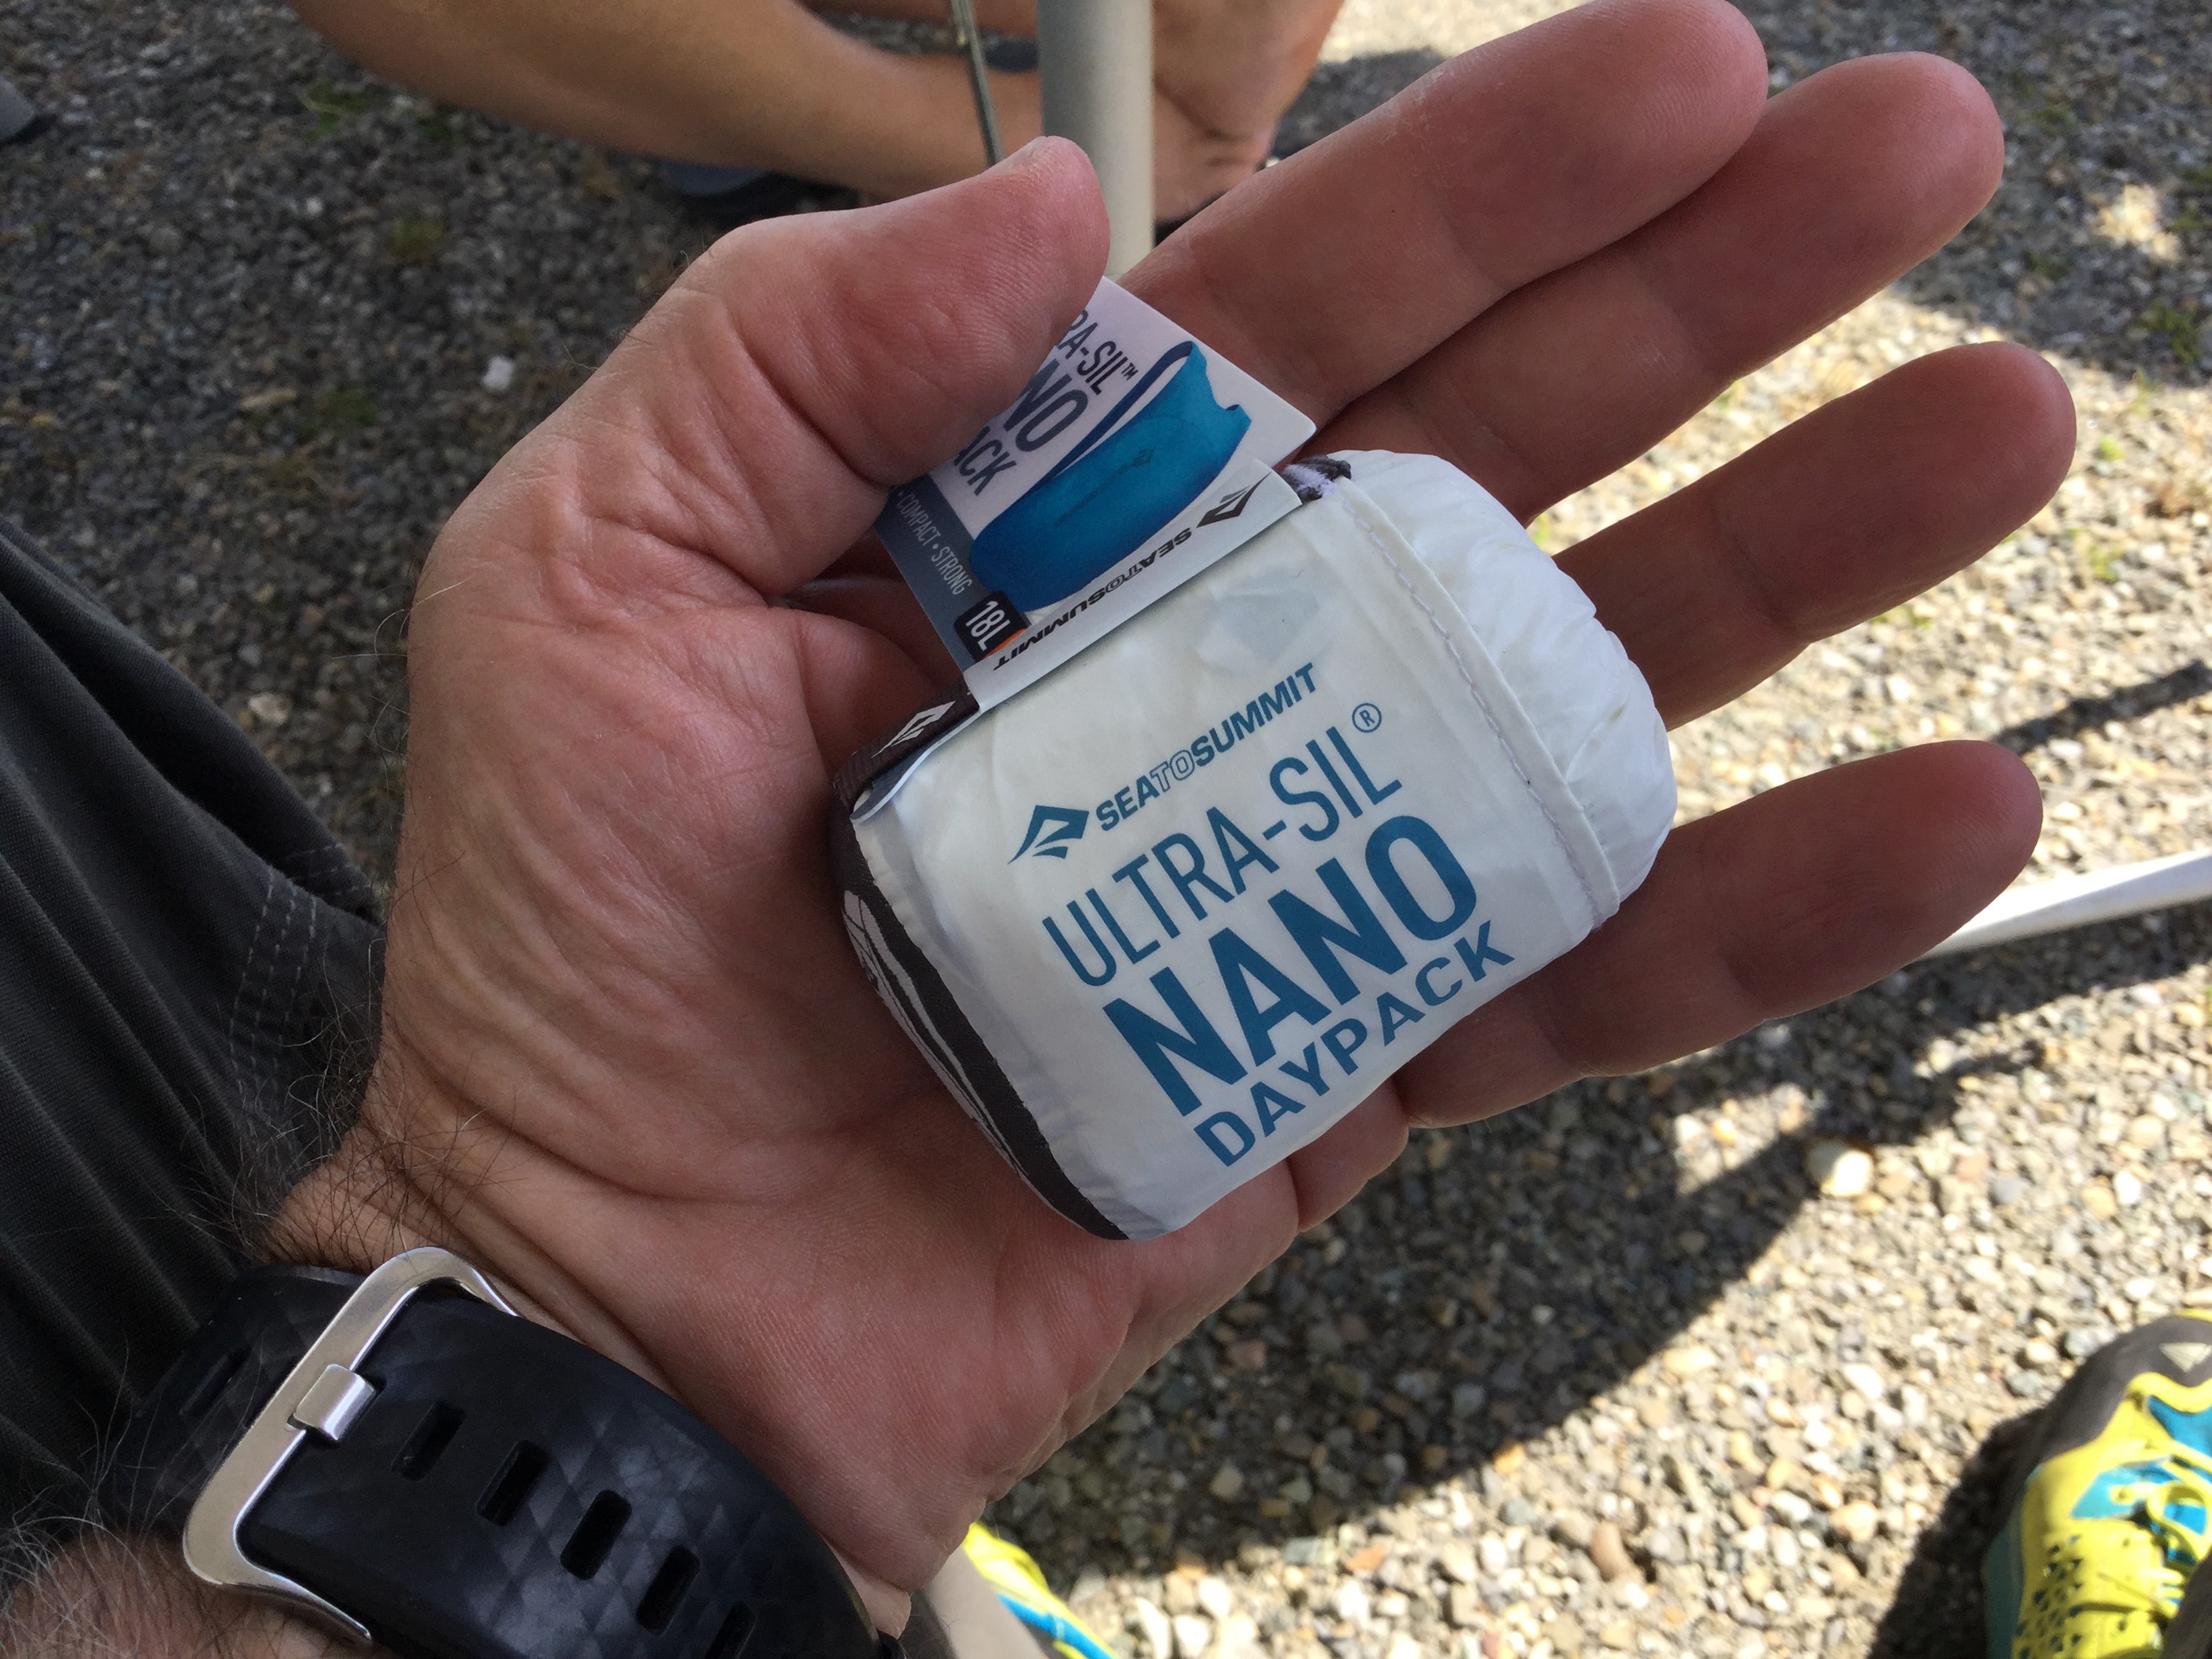 RA-SIL™
NO
ACK
• COMPACT • STRONG
18L
SEATOSUMMIT
SEATOSUMMIT
ULTRA-SIL®
NANO
DAYPACK